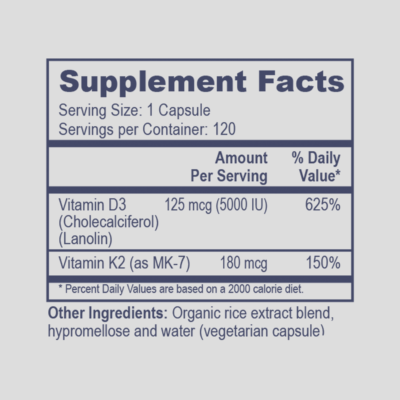 Supplement Facts
Serving Size: 1 Capsule
Servings per Container: 120
Amount % Daily
Per Serving Value*
Vitamin D3 125 mcg (5000 IU) 625%
(Cholecalciferol)
(Lanolin)
Vitamin K2 (as MK-7) 180 mcg 150%
* Percent Daily Values are based on a 2000 calorie diet.
Other Ingredients: Organic rice extract blend,
hypromellose and water (vegetarian capsule)